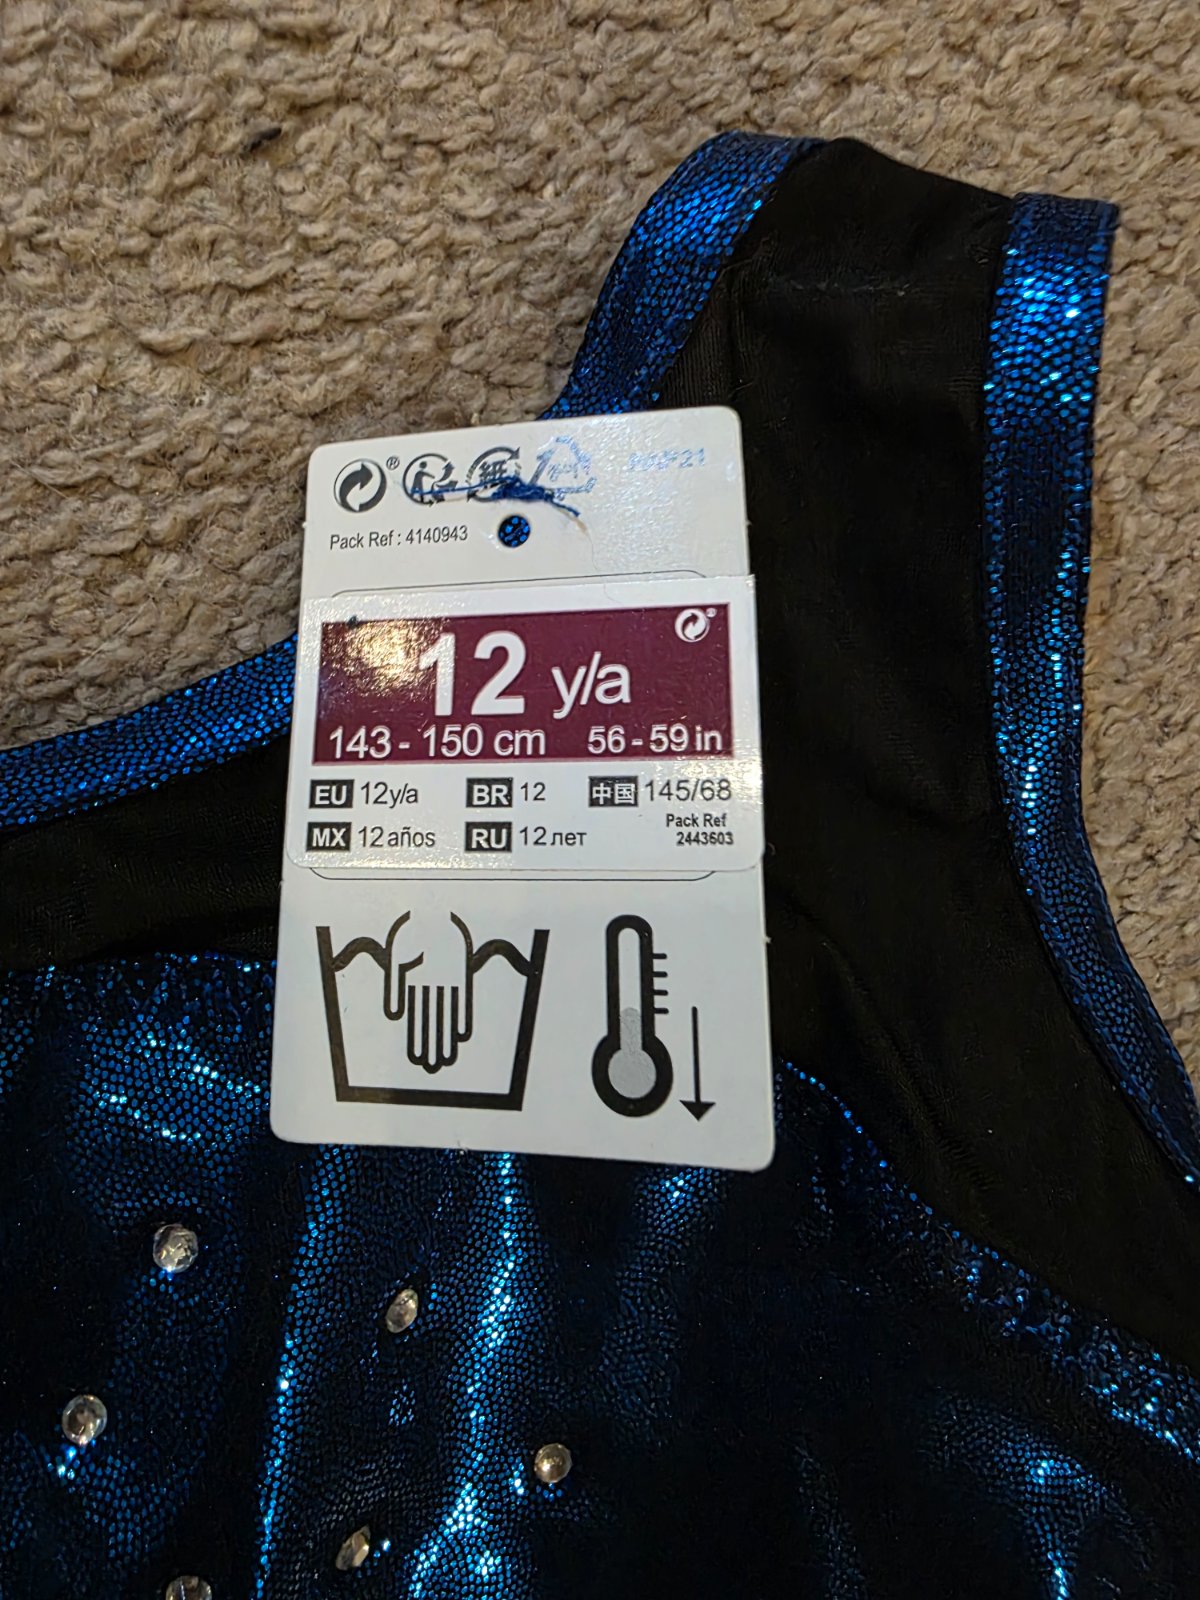 ®
PAP21
Pack Ref : 4140943
12 y/a
143 - 150 cm 56 - 59 in
EU 12y/a BR 12 中国 145/68
MX 12 años RU 12 лет
Pack Ref
2443603